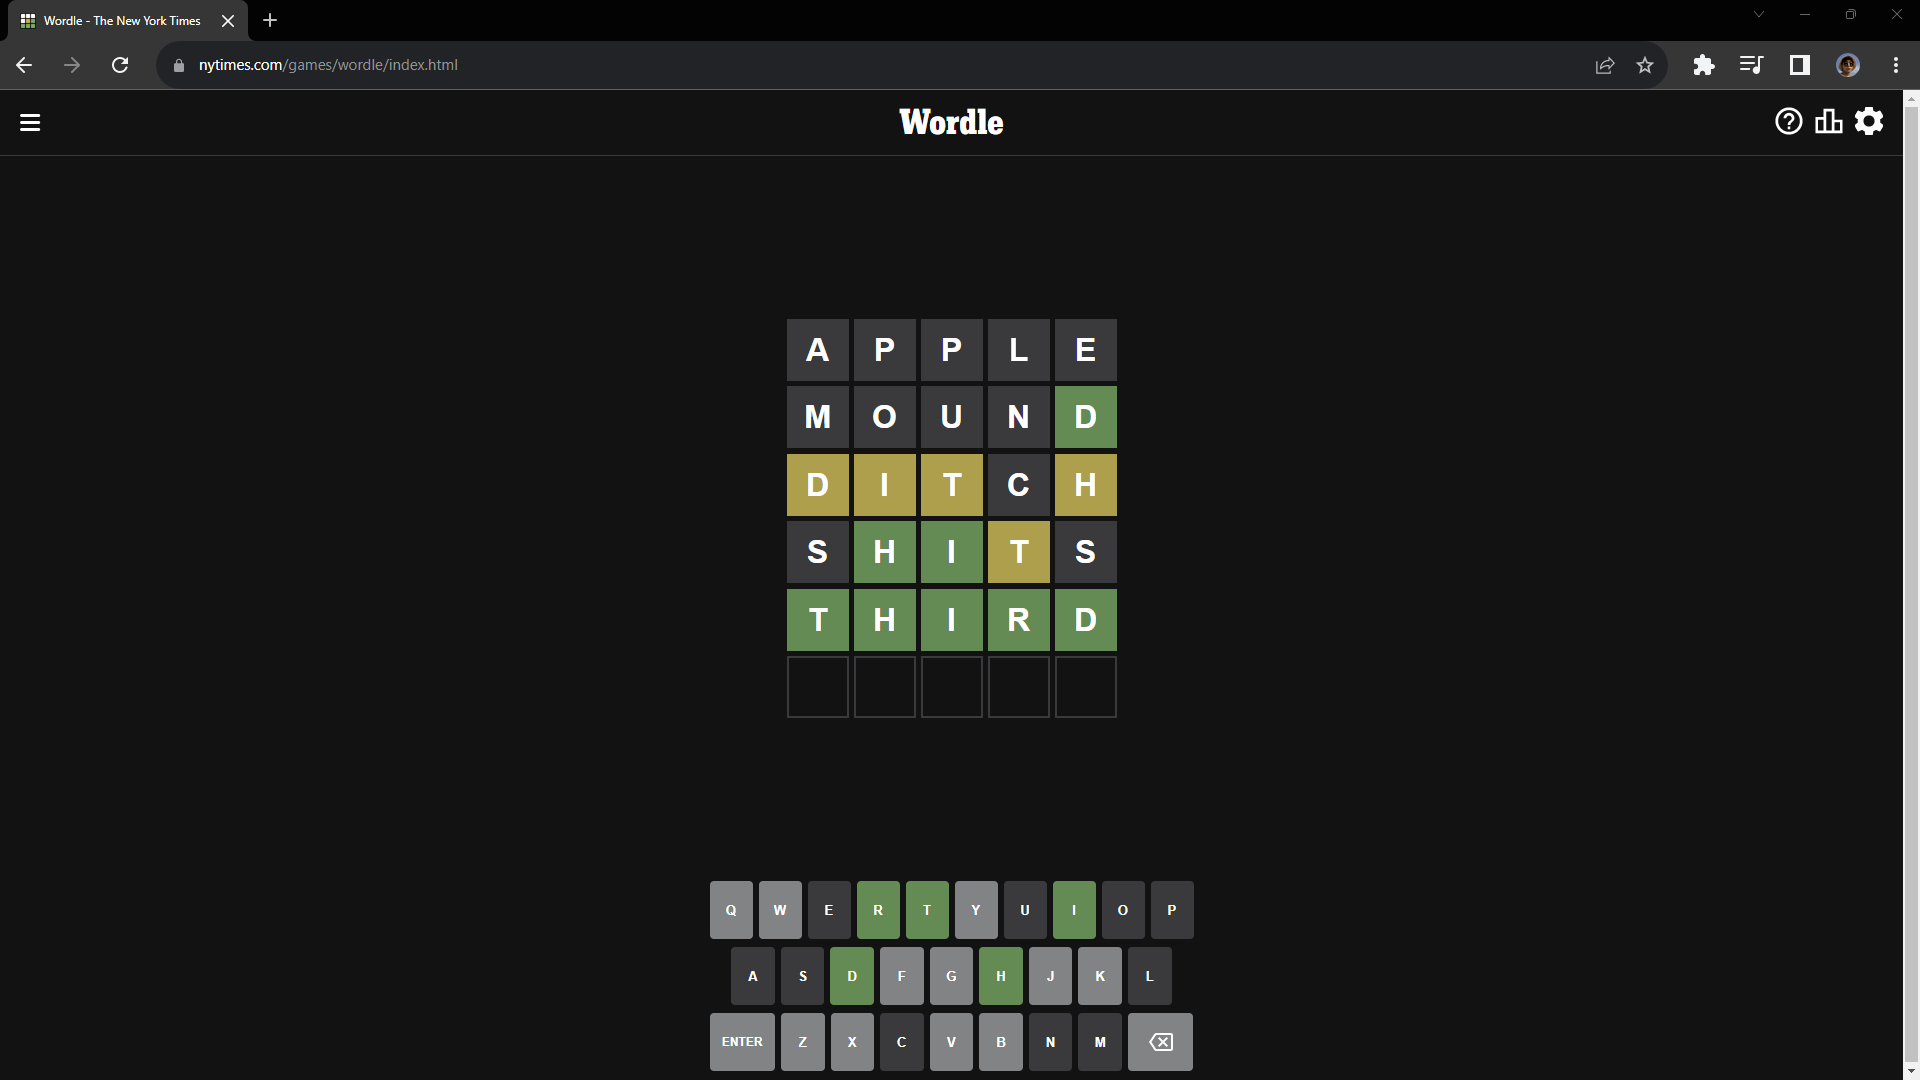 Wordle - The New York Times
nytimes.com/games/wordle/index.html
Wordle
A P P L E
M O U N D
D I T C H
S H I T S
T H I R D
Q W E R T Y U I O P
A S D F G H J K L
ENTER Z X C V B N M